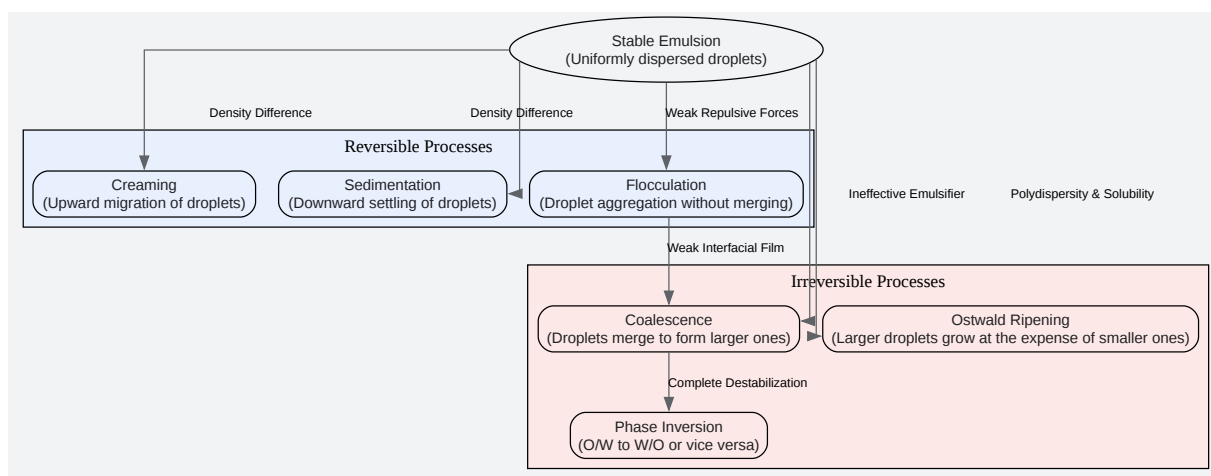 Stable Emulsion
(Uniformly dispersed droplets)
Density Difference
Density Difference
Weak Repulsive Forces
Reversible Processes
Creaming
(Upward migration of droplets)
Sedimentation
(Downward settling of droplets)
Flocculation
(Droplet aggregation without merging)
Ineffective Emulsifier
Polydispersity & Solubility
Weak Interfacial Film
Irreversible Processes
Coalescence
(Droplets merge to form larger ones)
Ostwald Ripening
(Larger droplets grow at the expense of smaller ones)
Complete Destabilization
Phase Inversion
(O/W to W/O or vice versa)